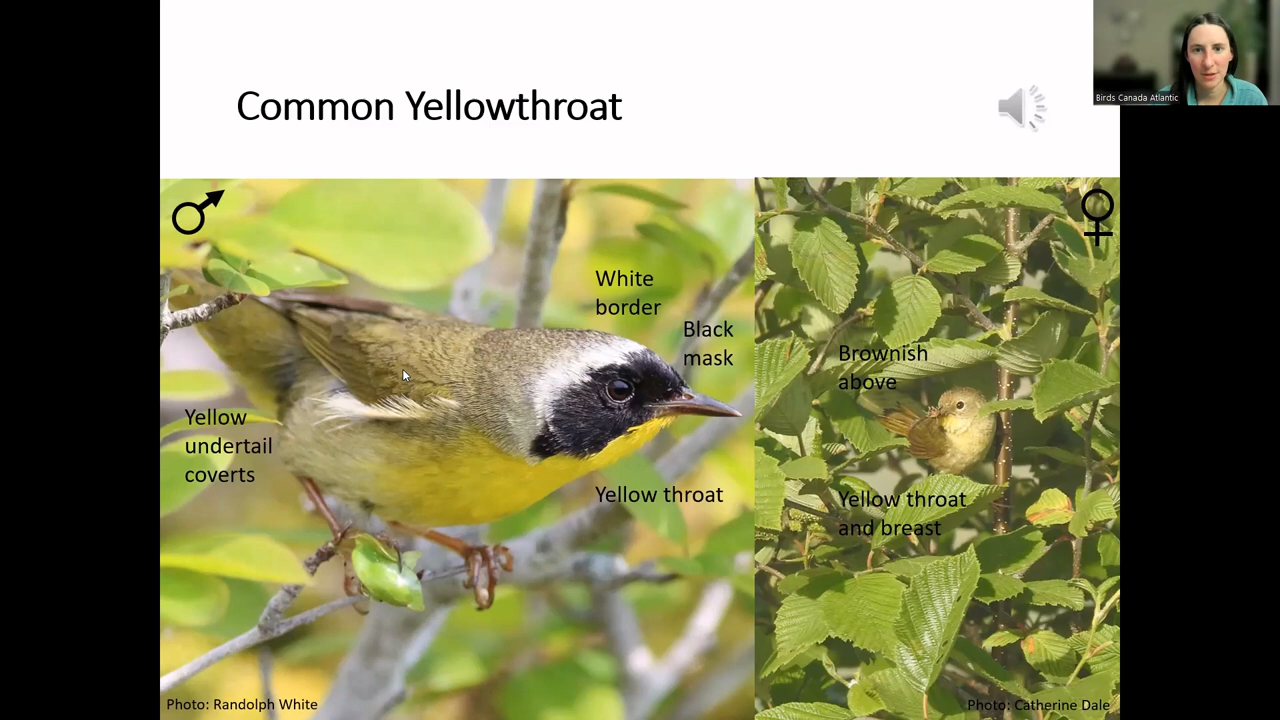 Common Yellowthroat
Birds Canada Atlantic
White
border
Black
mask
Yellow
undertail
coverts
Yellow throat
Brownish
above
Yellow throat
and breast
Photo: Randolph White
Photo: Catherine Dale